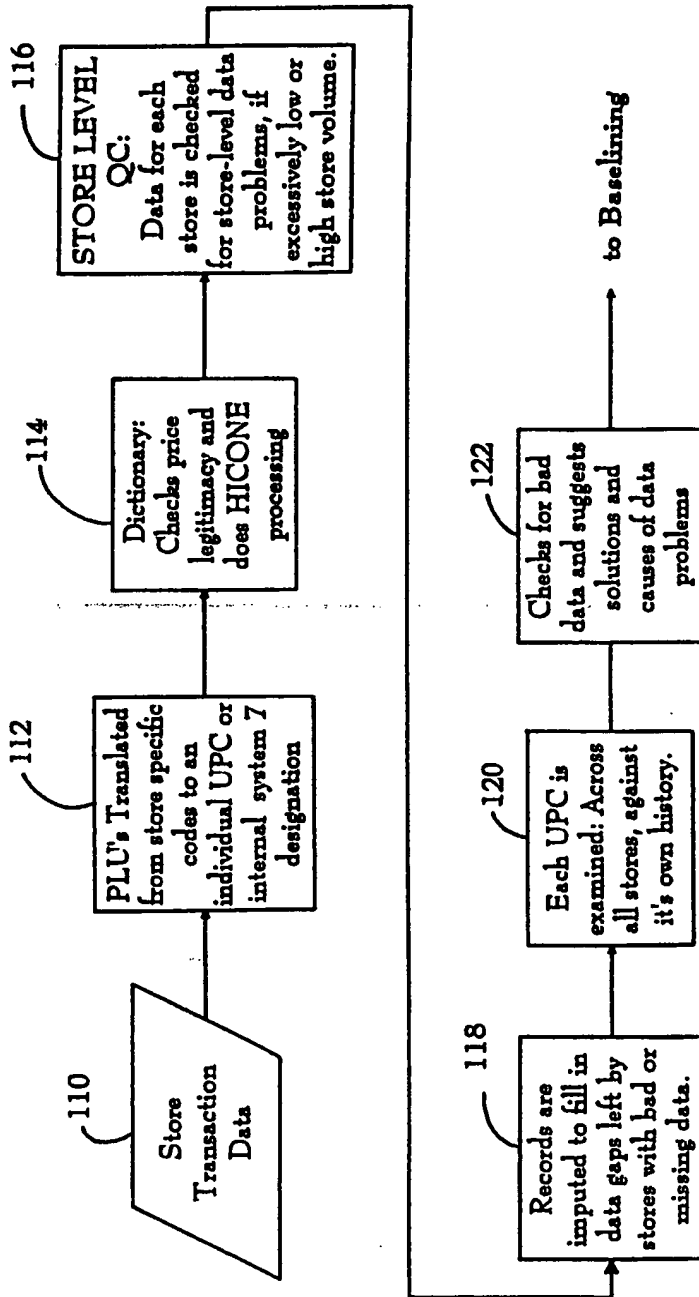 110
Store
Transaction
Data
112
PLU's Translated
from store specific
codes to an
individual UPC or
internal system 7
designation
114
Dictionary:
Checks price
legitimacy and
does HICONE
processing
116
STORE LEVEL
QC:
Data for each
store is checked
for store-level data
problems, if
excessively low or
high store volume.
118
Records are
imputed to fill in
data gaps left by
stores with bad or
missing data.
120
Each UPC is
examined: Across
all stores, against
it's own history.
122
Checks for bad
data and suggests
solutions and
causes of data
problems
to Baselining